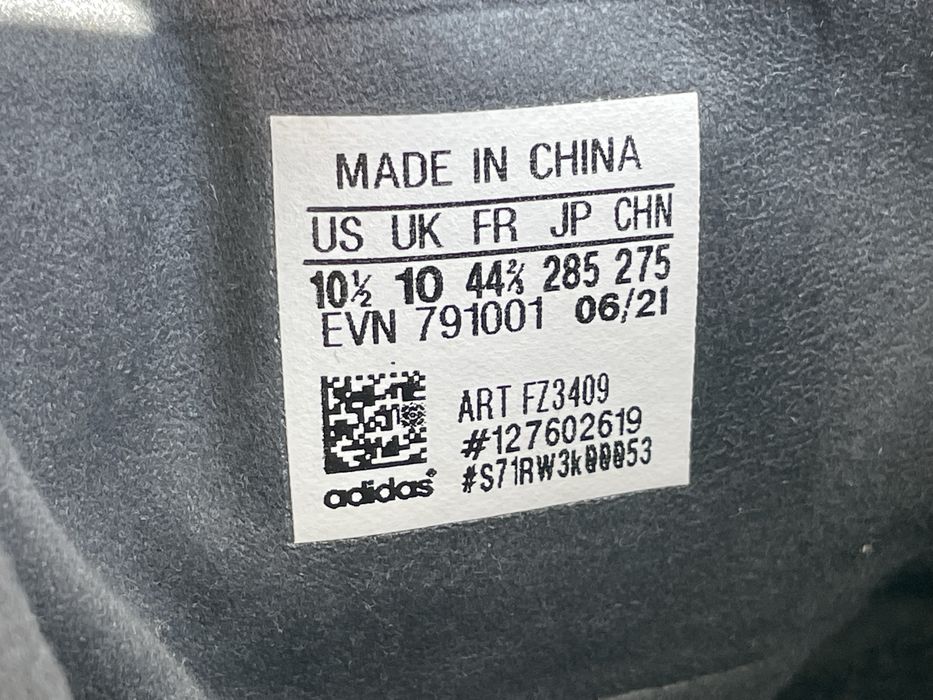 MADE IN CHINA
US UK FR JP CHN
10½ 10 44⅔ 285 275
EVN 791001 06/21
ART FZ3409
#127602619
#S71RW3k00053
adidas®